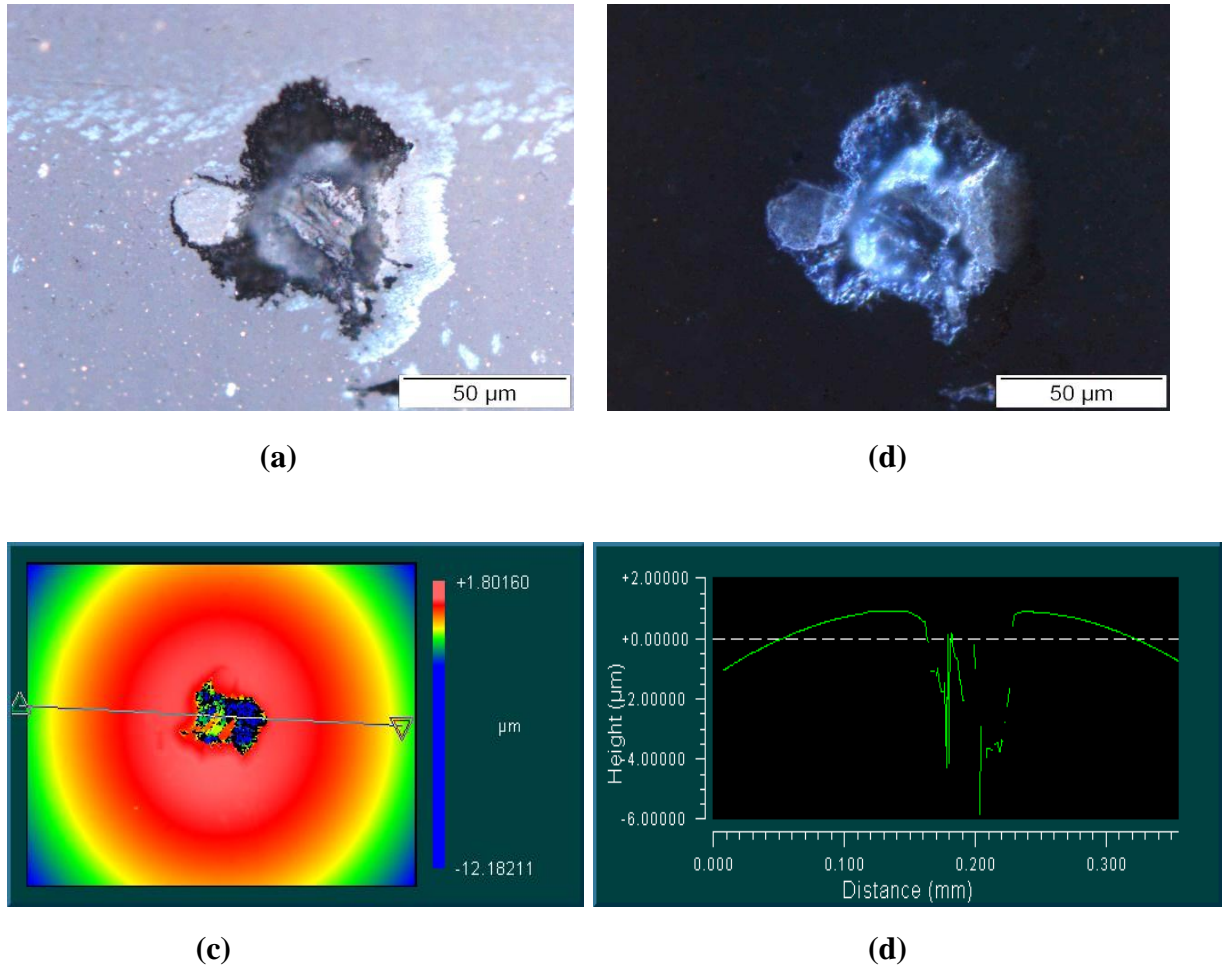 50 µm
50 µm
(a)
(d)
+1.80160
µm
-12.18211
+2.00000
+0.00000
-2.00000
-4.00000
-6.00000
Height (µm)
0.000
0.100
0.200
0.300
Distance (mm)
(c)
(d)